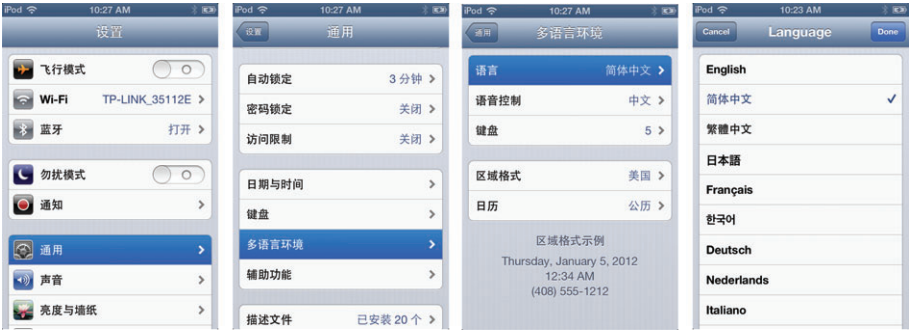 iPod 10:27 AM
设置
飞行模式
Wi-Fi TP-LINK_35112E
蓝牙 打开
勿扰模式
通知
通用
声音
亮度与墙纸
iPod 10:27 AM
设置 通用
自动锁定 3 分钟
密码锁定 关闭
访问限制 关闭
日期与时间
键盘
多语言环境
辅助功能
描述文件 已安装 20 个
iPod 10:27 AM
通用 多语言环境
语言 简体中文
语音控制 中文
键盘 5
区域格式 美国
日历 公历
区域格式示例
Thursday, January 5, 2012
12:34 AM
(408) 555-1212
iPod 10:23 AM
Cancel Language Done
English
简体中文
繁體中文
日本語
Français
한국어
Deutsch
Nederlands
Italiano